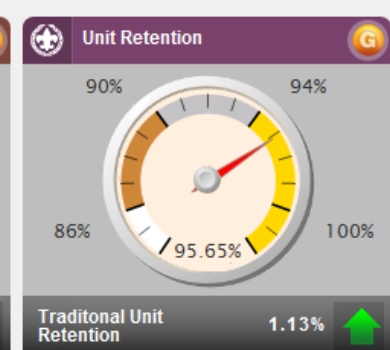 Unit Retention
G
90%
94%
86%
100%
95.65%
Traditonal Unit
Retention
1.13%